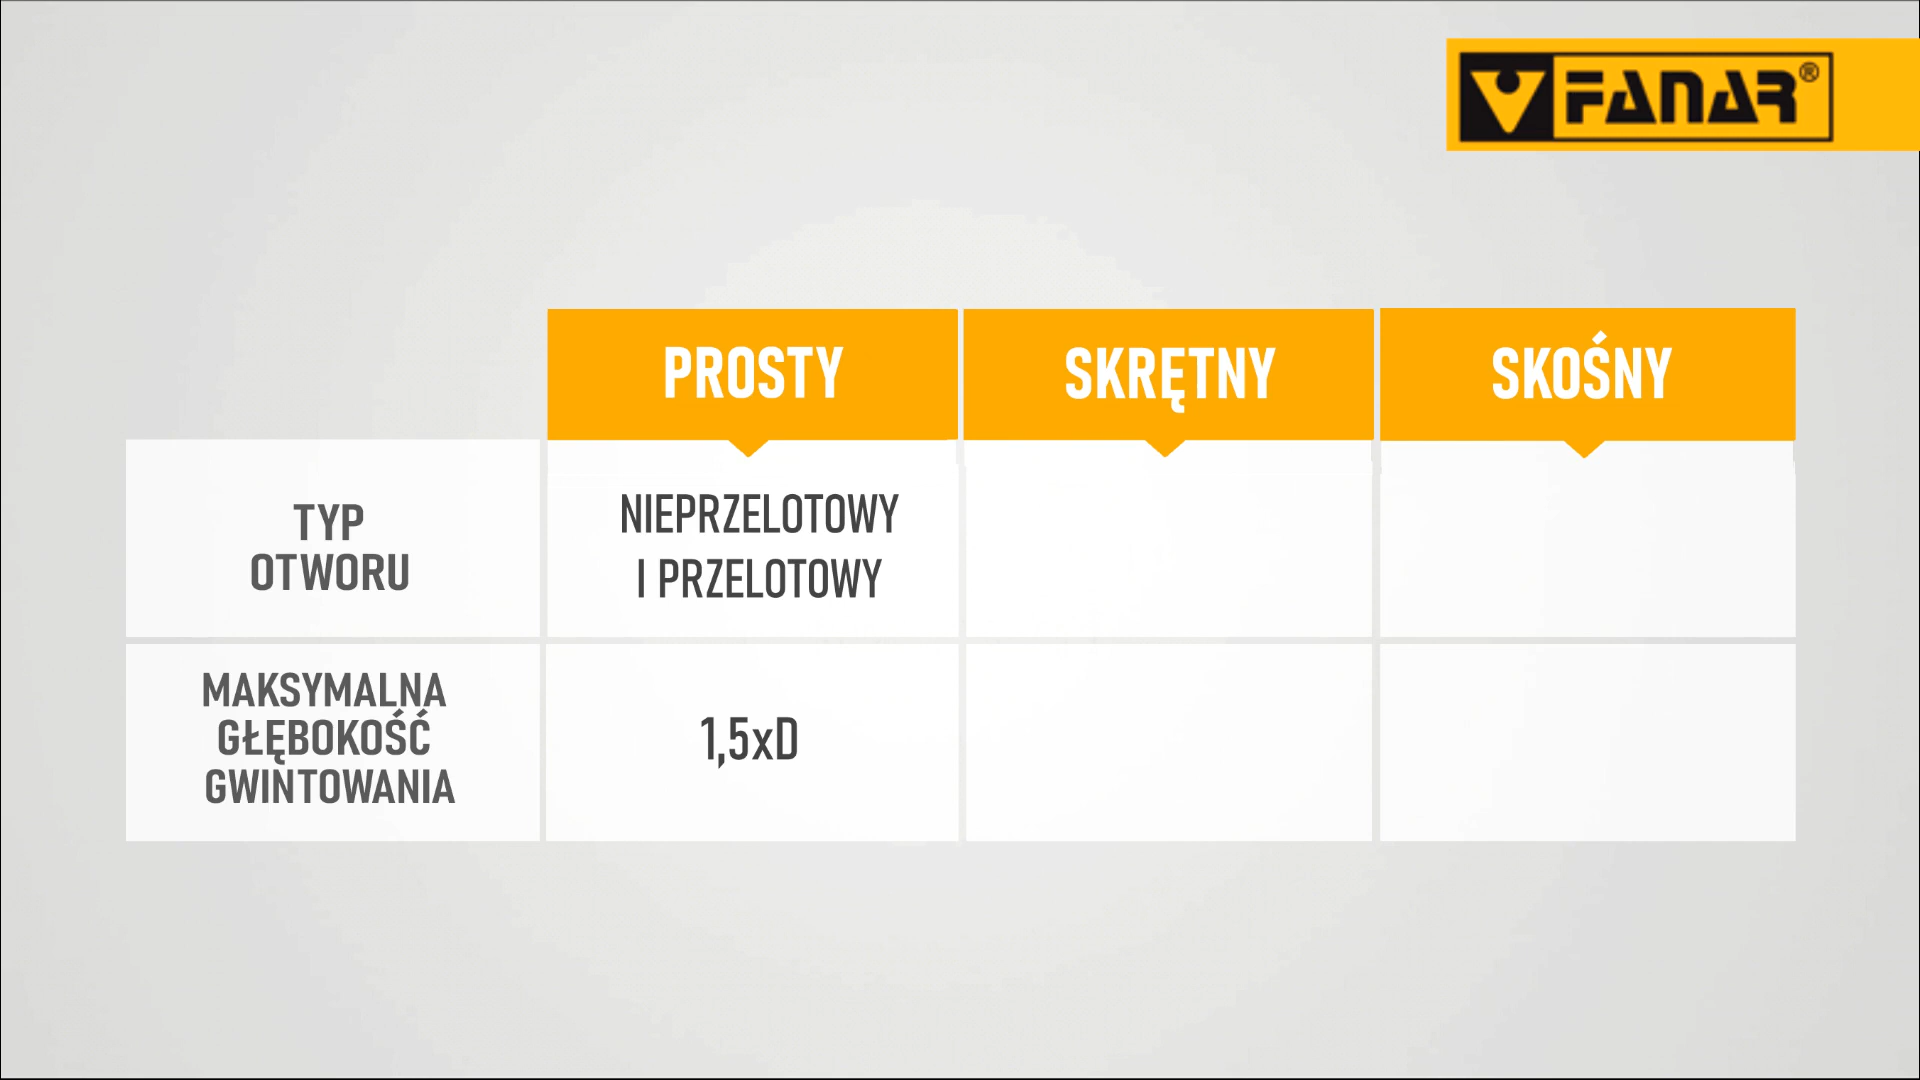 FANAR®
PROSTY
SKRĘTNY
SKOŚNY
TYP
OTWORU
NIEPRZELOTOWY
I PRZELOTOWY
MAKSYMALNA
GŁĘBOKOŚĆ
GWINTOWANIA
1,5xD